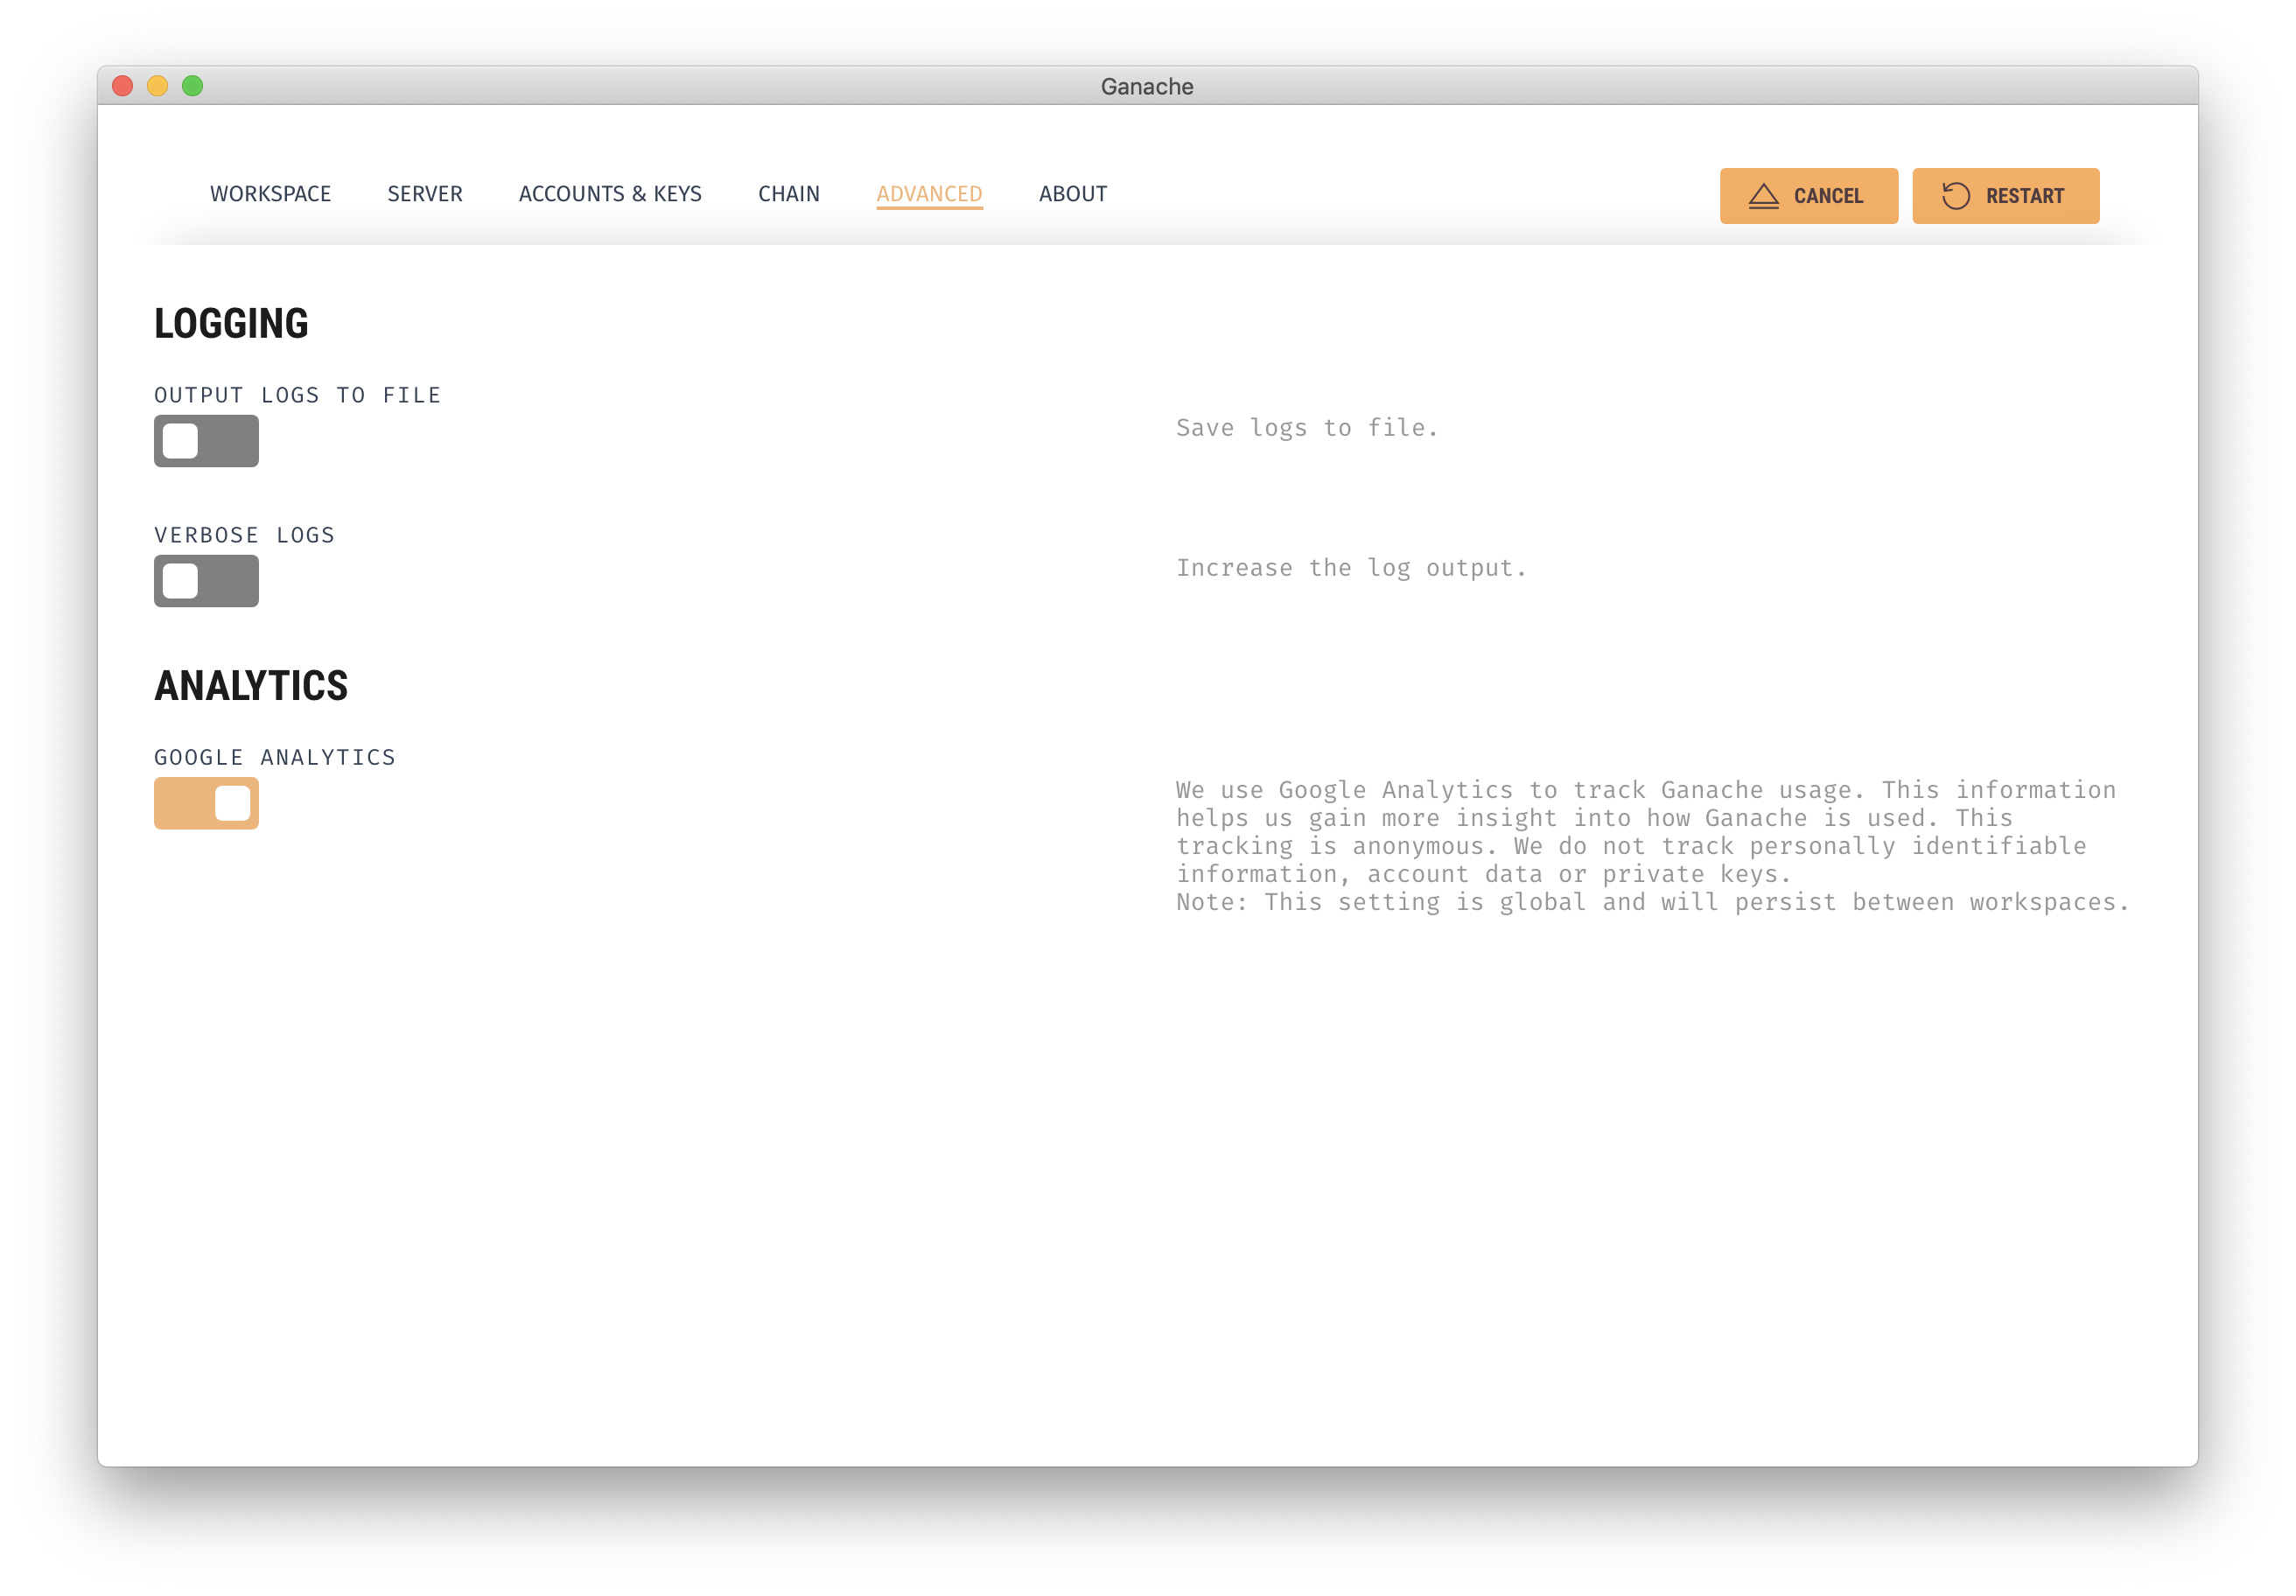 Ganache
WORKSPACE SERVER ACCOUNTS & KEYS CHAIN ADVANCED ABOUT CANCEL RESTART
LOGGING
OUTPUT LOGS TO FILE
Save logs to file.
VERBOSE LOGS
Increase the log output.
ANALYTICS
GOOGLE ANALYTICS
We use Google Analytics to track Ganache usage. This information
helps us gain more insight into how Ganache is used. This
tracking is anonymous. We do not track personally identifiable
information, account data or private keys.
Note: This setting is global and will persist between workspaces.